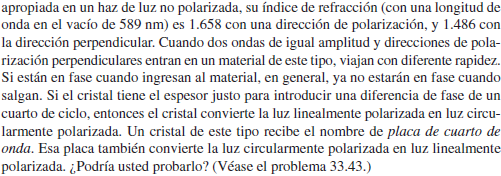 apropiada en un haz de luz no polarizada, su índice de refracción (con una longitud de
onda en el vacío de 589 nm) es 1.658 con una dirección de polarización, y 1.486 con
la dirección perpendicular. Cuando dos ondas de igual amplitud y direcciones de pola-
rización perpendiculares entran en un material de este tipo, viajan con diferente rapidez.
Si están en fase cuando ingresan al material, en general, ya no estarán en fase cuando
salgan. Si el cristal tiene el espesor justo para introducir una diferencia de fase de un
cuarto de ciclo, entonces el cristal convierte la luz linealmente polarizada en luz circu-
larmente polarizada. Un cristal de este tipo recibe el nombre de placa de cuarto de
onda. Esa placa también convierte la luz circularmente polarizada en luz linealmente
polarizada. ¿Podría usted probarlo? (Véase el problema 33.43.)